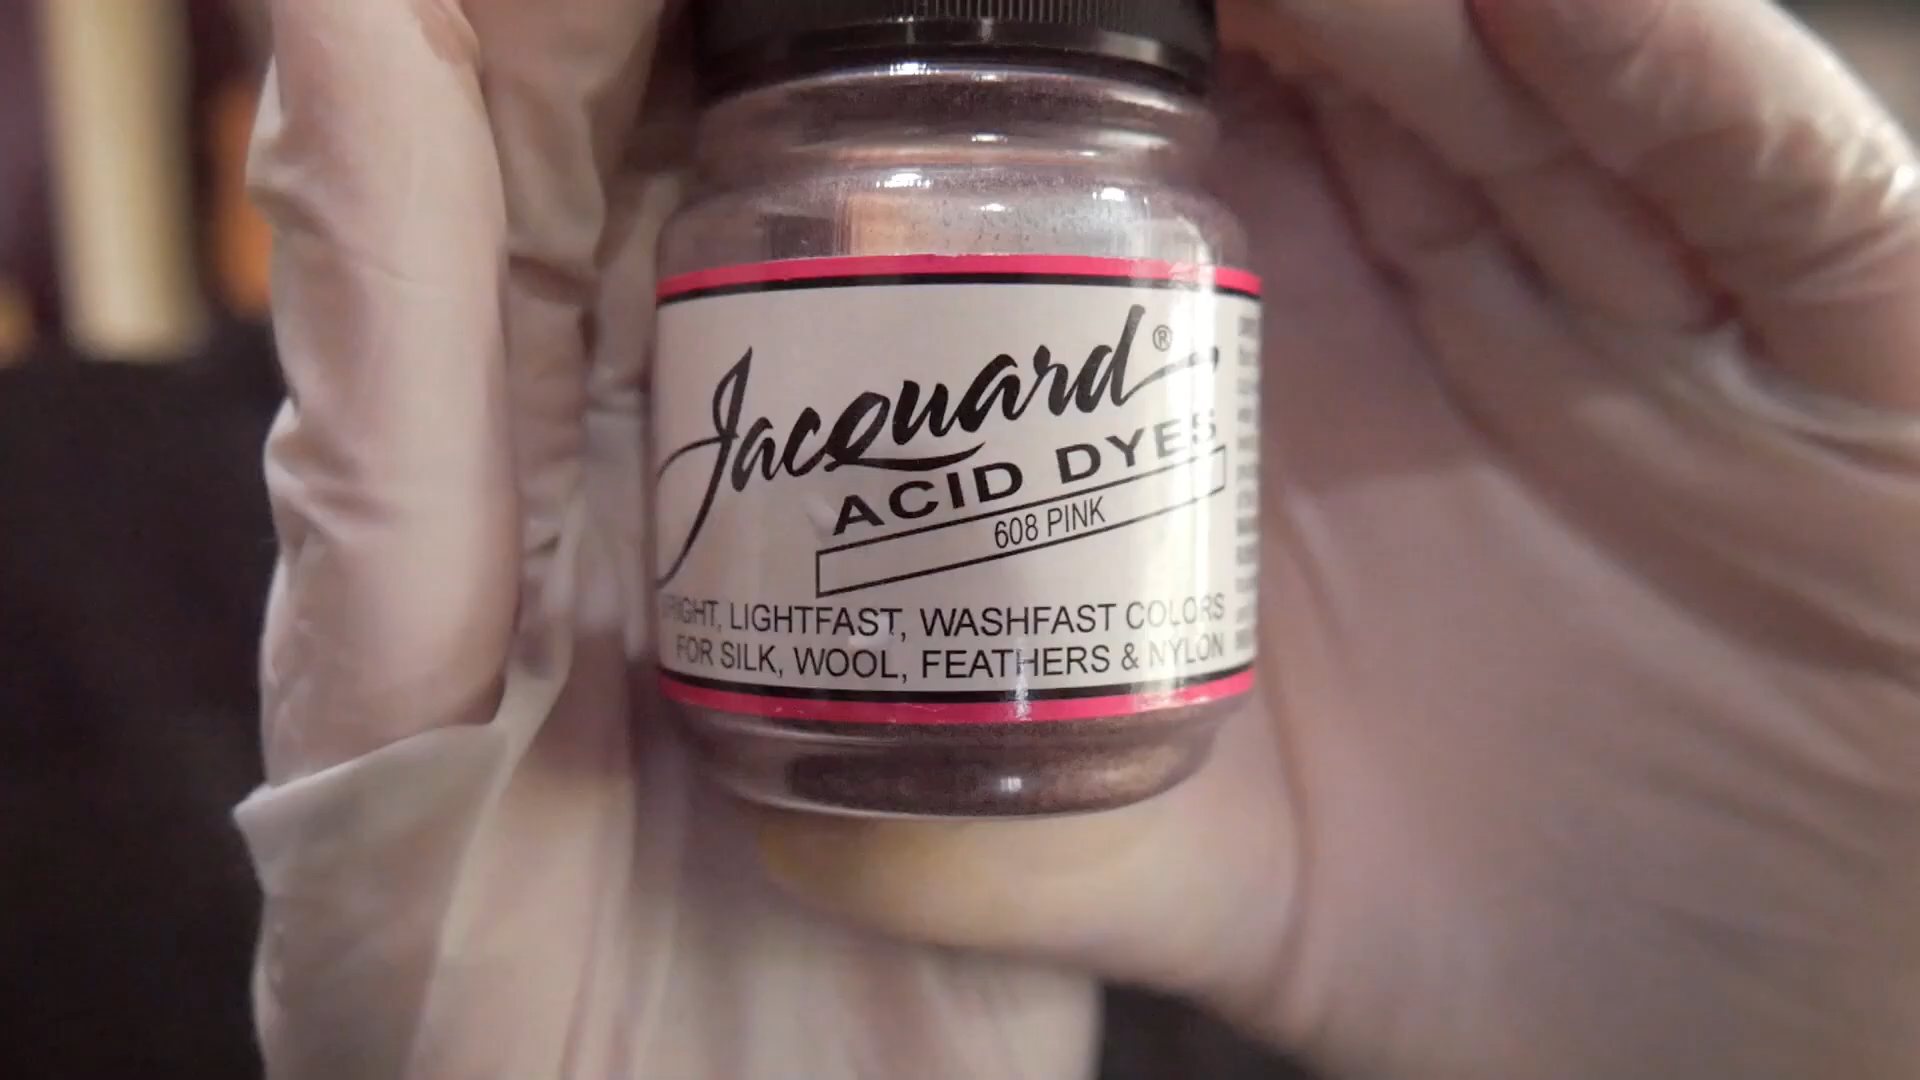 Jacquard®
ACID DYES
608 PINK
BRIGHT, LIGHTFAST, WASHFAST COLORS
FOR SILK, WOOL, FEATHERS & NYLON